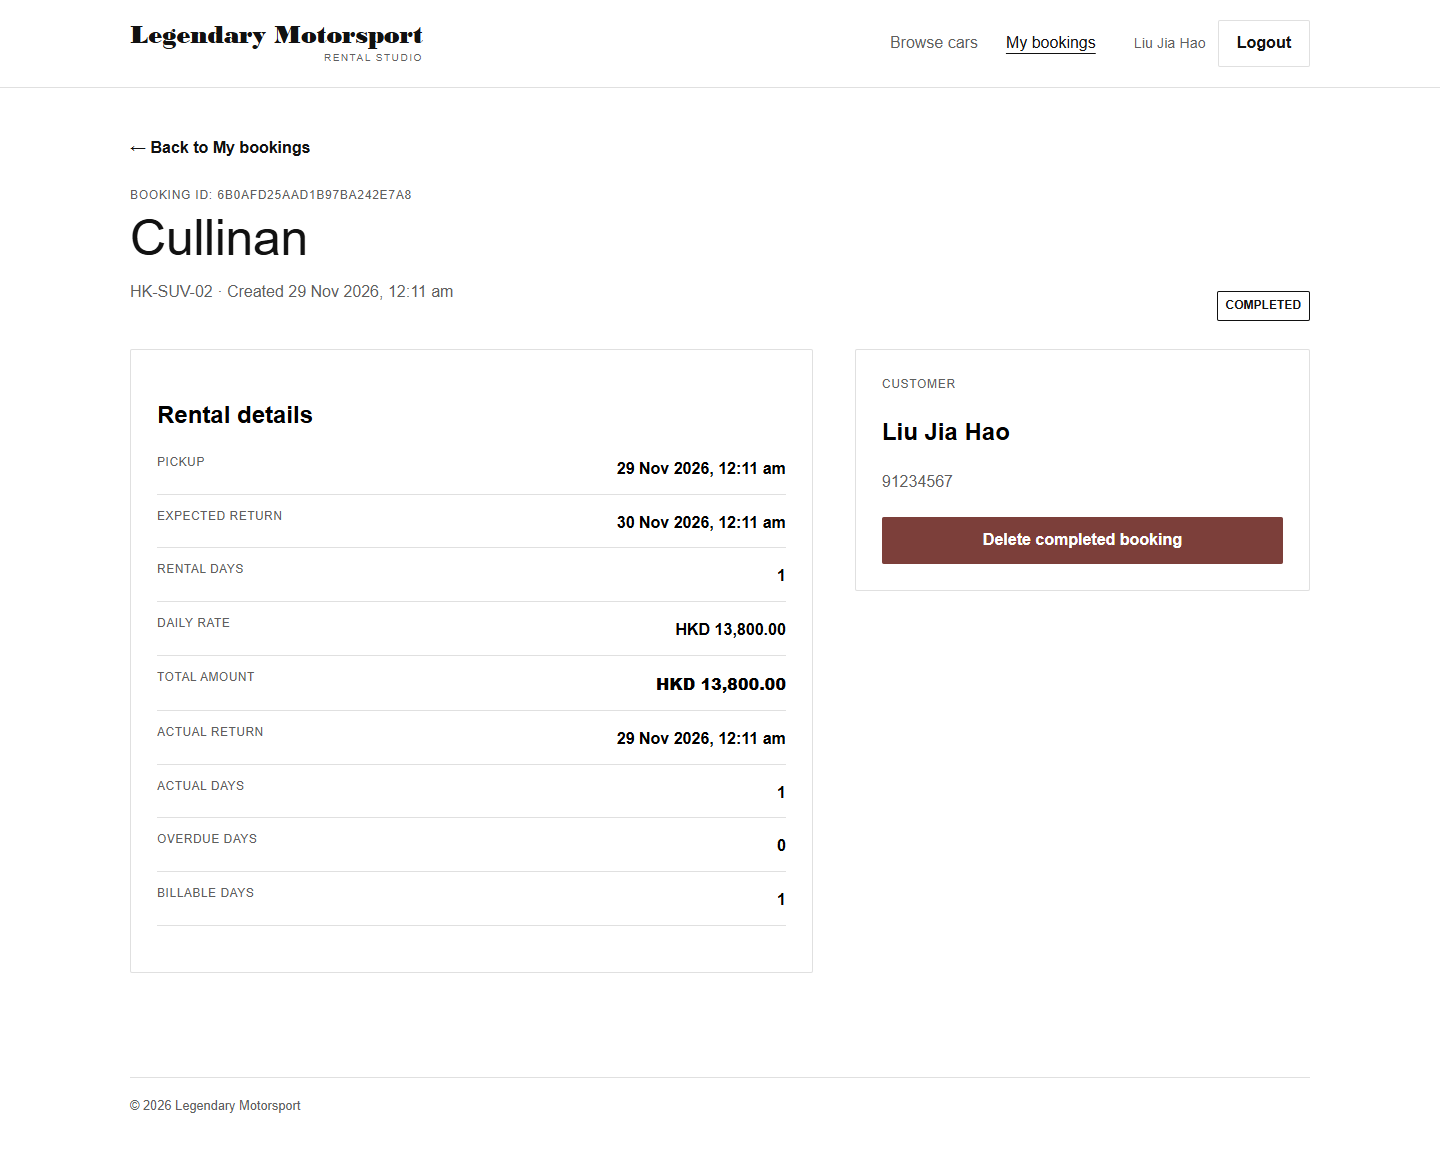 Legendary Motorsport
RENTAL STUDIO
Browse cars
My bookings
Liu Jia Hao
Logout
← Back to My bookings
BOOKING ID: 6B0AFD25AAD1B97BA242E7A8
Cullinan
HK-SUV-02 · Created 29 Nov 2026, 12:11 am
COMPLETED
Rental details
PICKUP
29 Nov 2026, 12:11 am
EXPECTED RETURN
30 Nov 2026, 12:11 am
RENTAL DAYS
1
DAILY RATE
HKD 13,800.00
TOTAL AMOUNT
HKD 13,800.00
ACTUAL RETURN
29 Nov 2026, 12:11 am
ACTUAL DAYS
1
OVERDUE DAYS
0
BILLABLE DAYS
1
CUSTOMER
Liu Jia Hao
91234567
Delete completed booking
© 2026 Legendary Motorsport